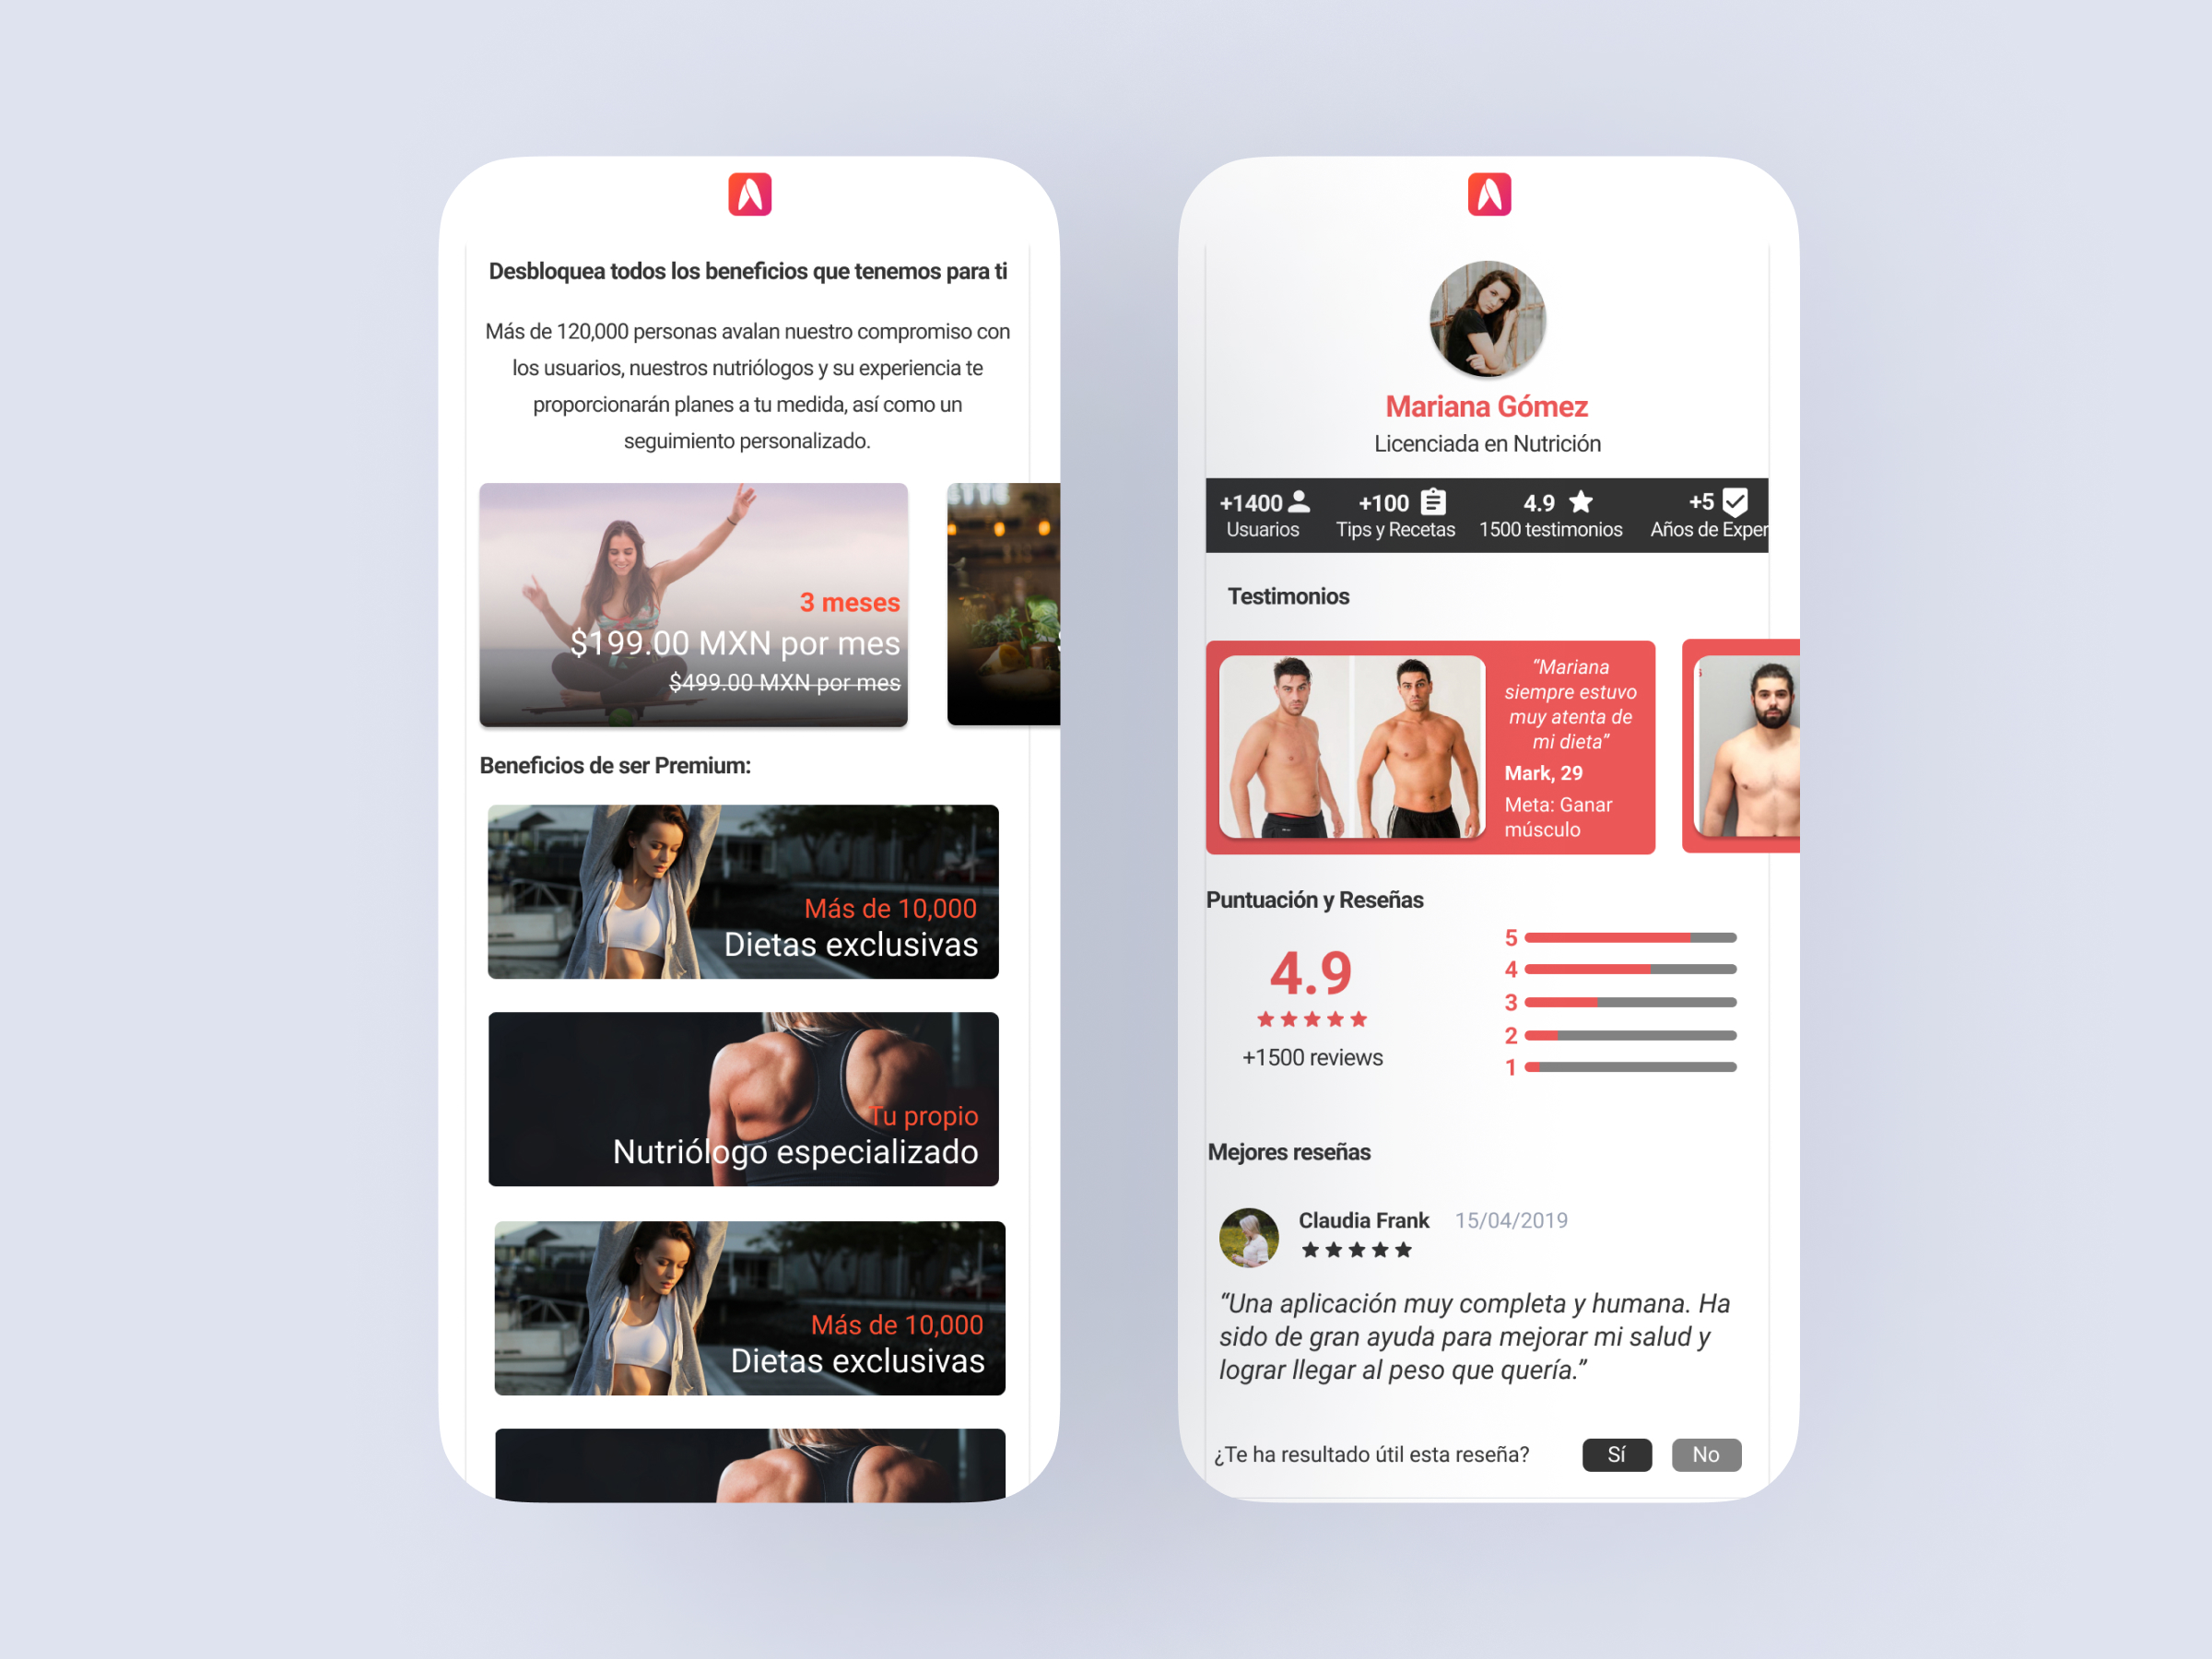 Desbloquea todos los beneficios que tenemos para ti
Más de 120,000 personas avalan nuestro compromiso con
los usuarios, nuestros nutriólogos y su experiencia te
proporcionarán planes a tu medida, así como un
seguimiento personalizado.
3 meses
$199.00 MXN por mes
$499.00 MXN por mes
Beneficios de ser Premium:
Más de 10,000
Dietas exclusivas
Tu propio
Nutriólogo especializado
Más de 10,000
Dietas exclusivas
Mariana Gómez
Licenciada en Nutrición
+1400 +100 4.9 +5
Usuarios Tips y Recetas 1500 testimonios Años de Exper
Testimonios
“Mariana
siempre estuvo
muy atenta de
mi dieta”
Mark, 29
Meta: Ganar
músculo
Puntuación y Reseñas
4.9
+1500 reviews
5
4
3
2
1
Mejores reseñas
Claudia Frank 15/04/2019
“Una aplicación muy completa y humana. Ha
sido de gran ayuda para mejorar mi salud y
lograr llegar al peso que quería.”
¿Te ha resultado útil esta reseña? Sí No